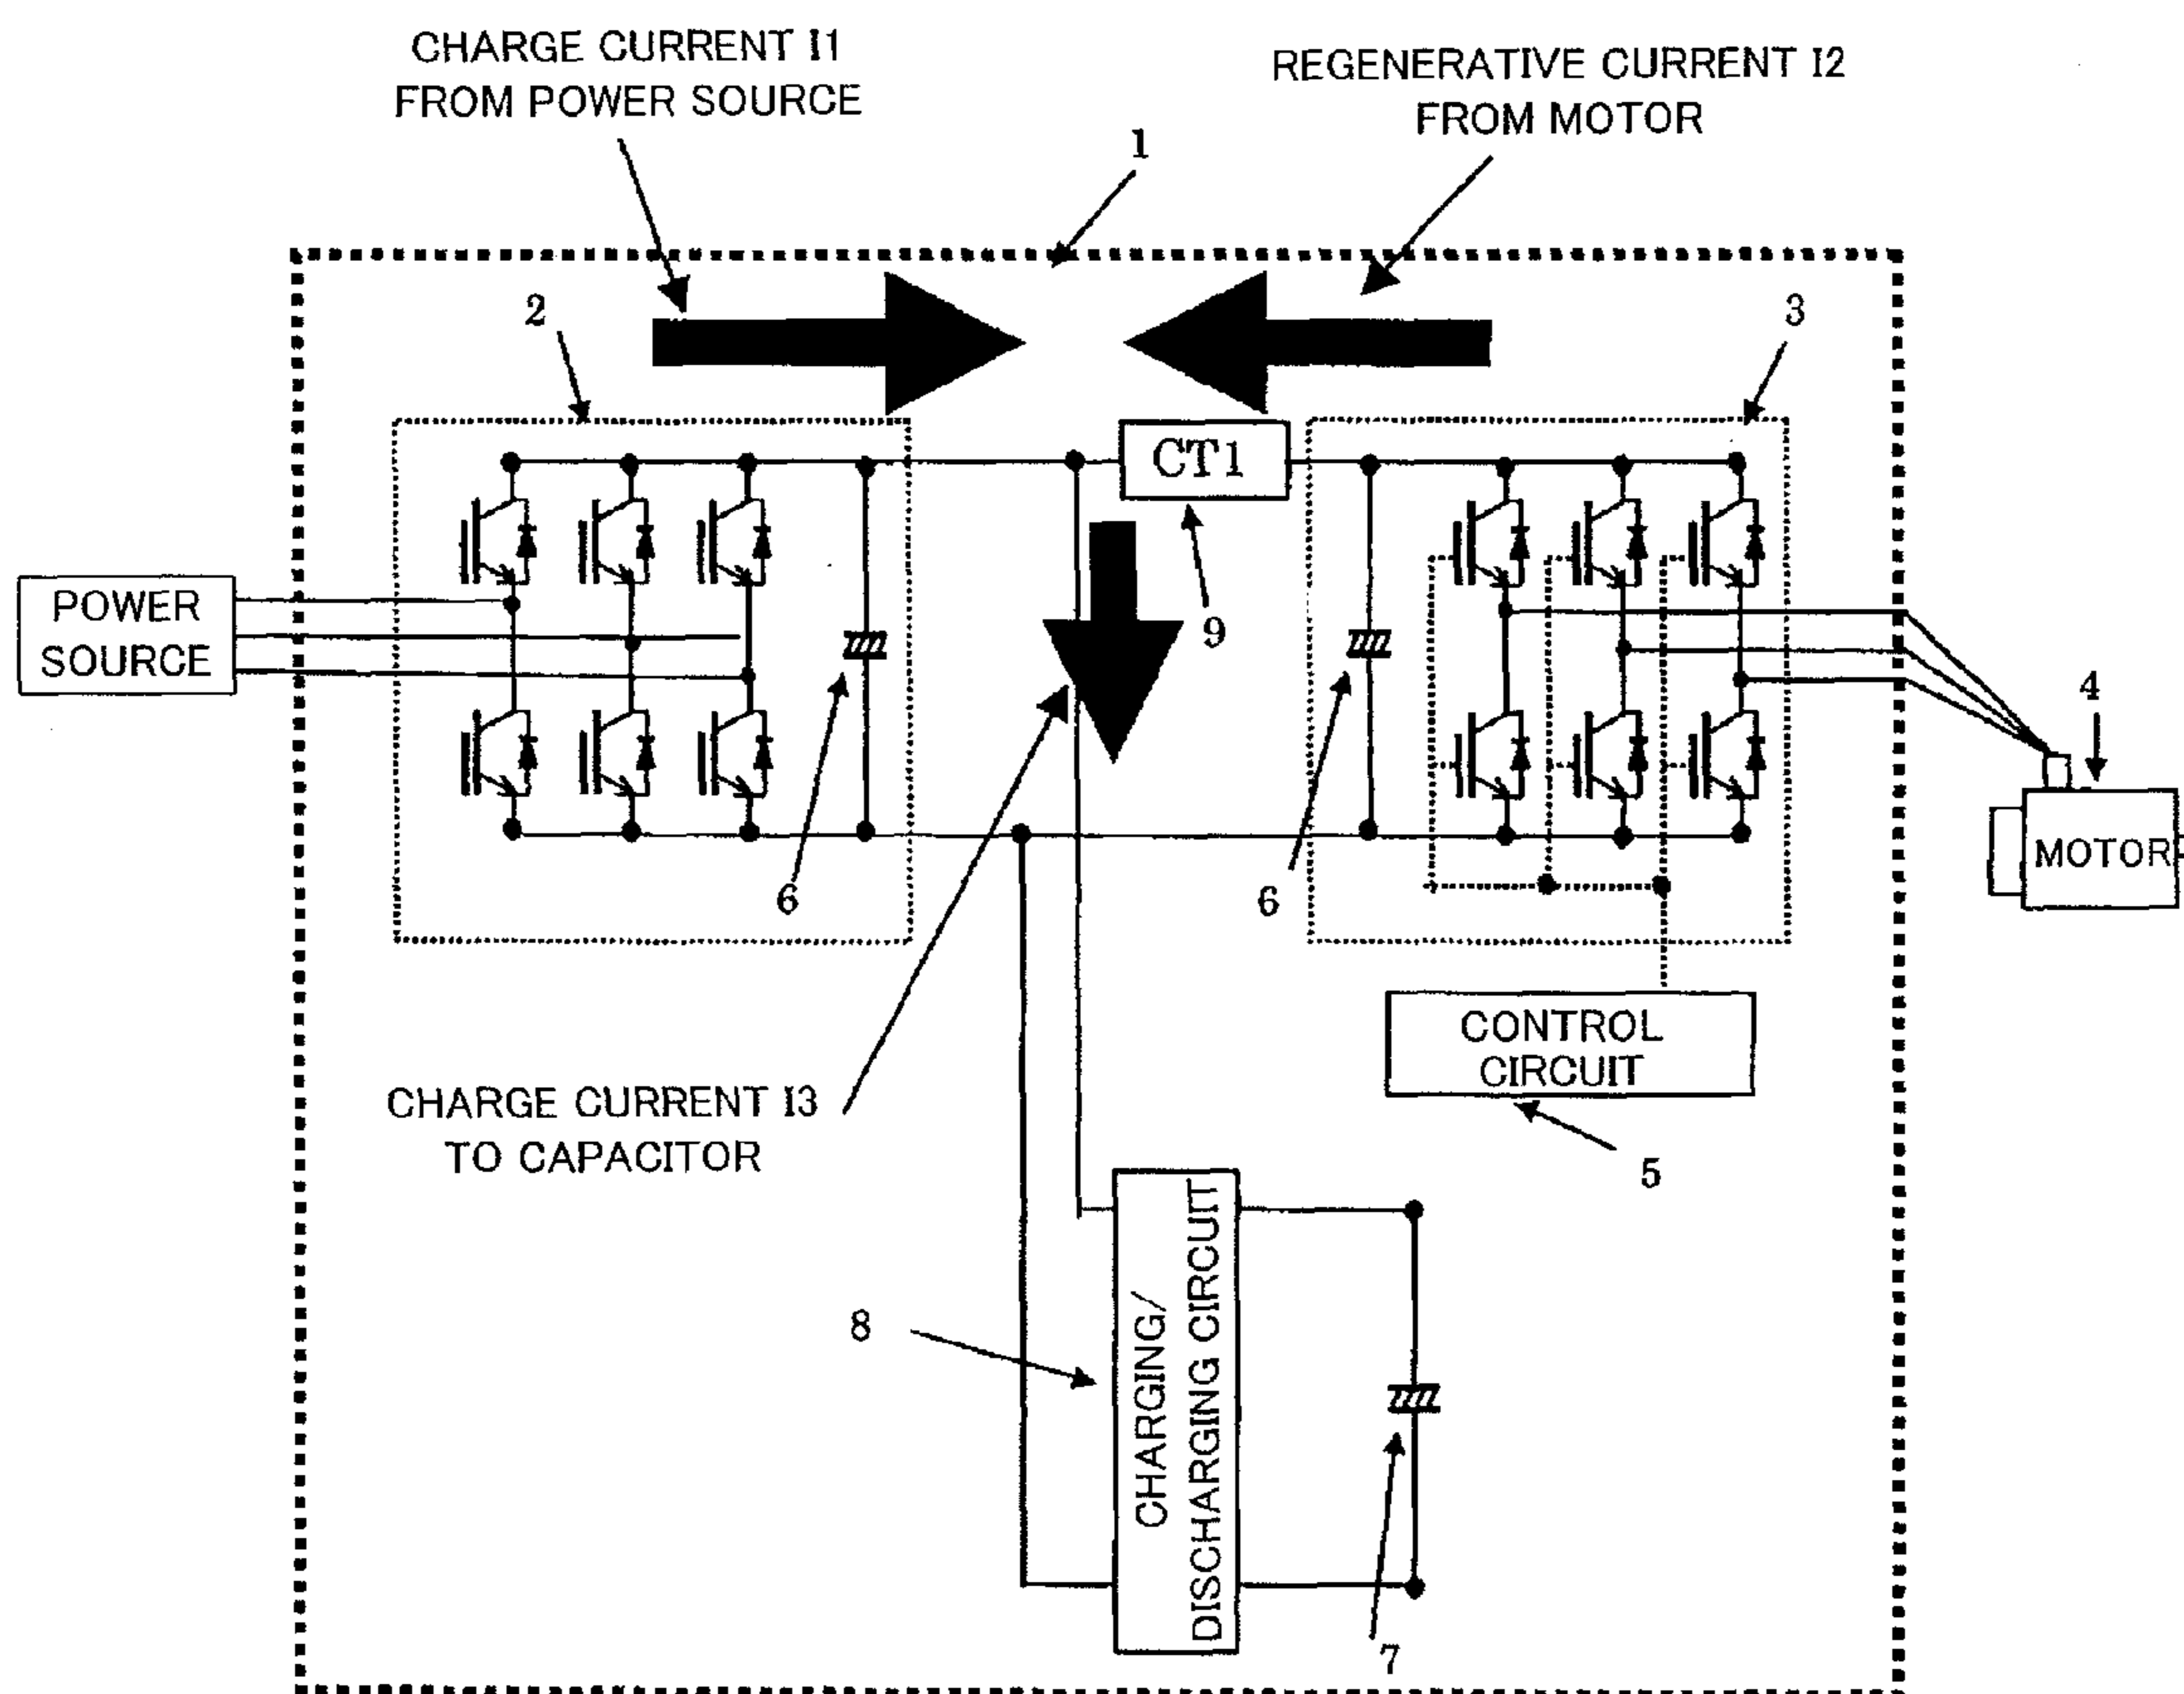 CHARGE CURRENT I1
FROM POWER SOURCE
REGENERATIVE CURRENT I2
FROM MOTOR
1
2
3
CT1
9
POWER
SOURCE
4
MOTOR
6
6
CONTROL
CIRCUIT
5
CHARGE CURRENT I3
TO CAPACITOR
8
CHARGING/
DISCHARGING CIRCUIT
7